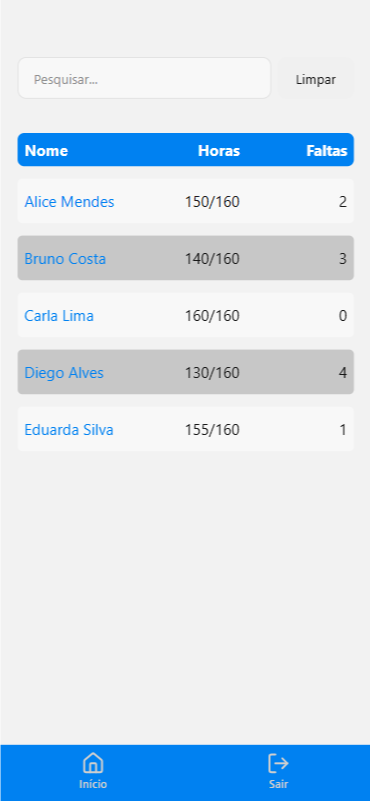 Pesquisar... Limpar
Nome Horas Faltas
Alice Mendes 150/160 2
Bruno Costa 140/160 3
Carla Lima 160/160 0
Diego Alves 130/160 4
Eduarda Silva 155/160 1
Início Sair